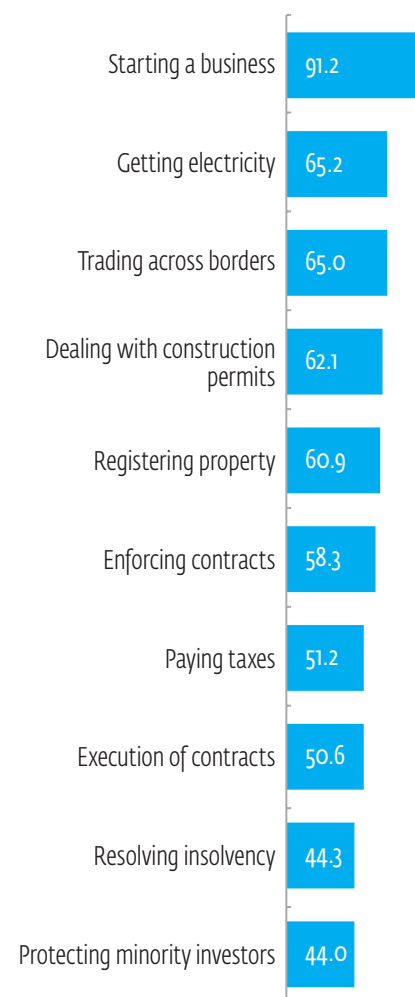 Starting a business 91.2
Getting electricity 65.2
Trading across borders 65.0
Dealing with construction
permits 62.1
Registering property 60.9
Enforcing contracts 58.3
Paying taxes 51.2
Execution of contracts 50.6
Resolving insolvency 44.3
Protecting minority investors 44.0